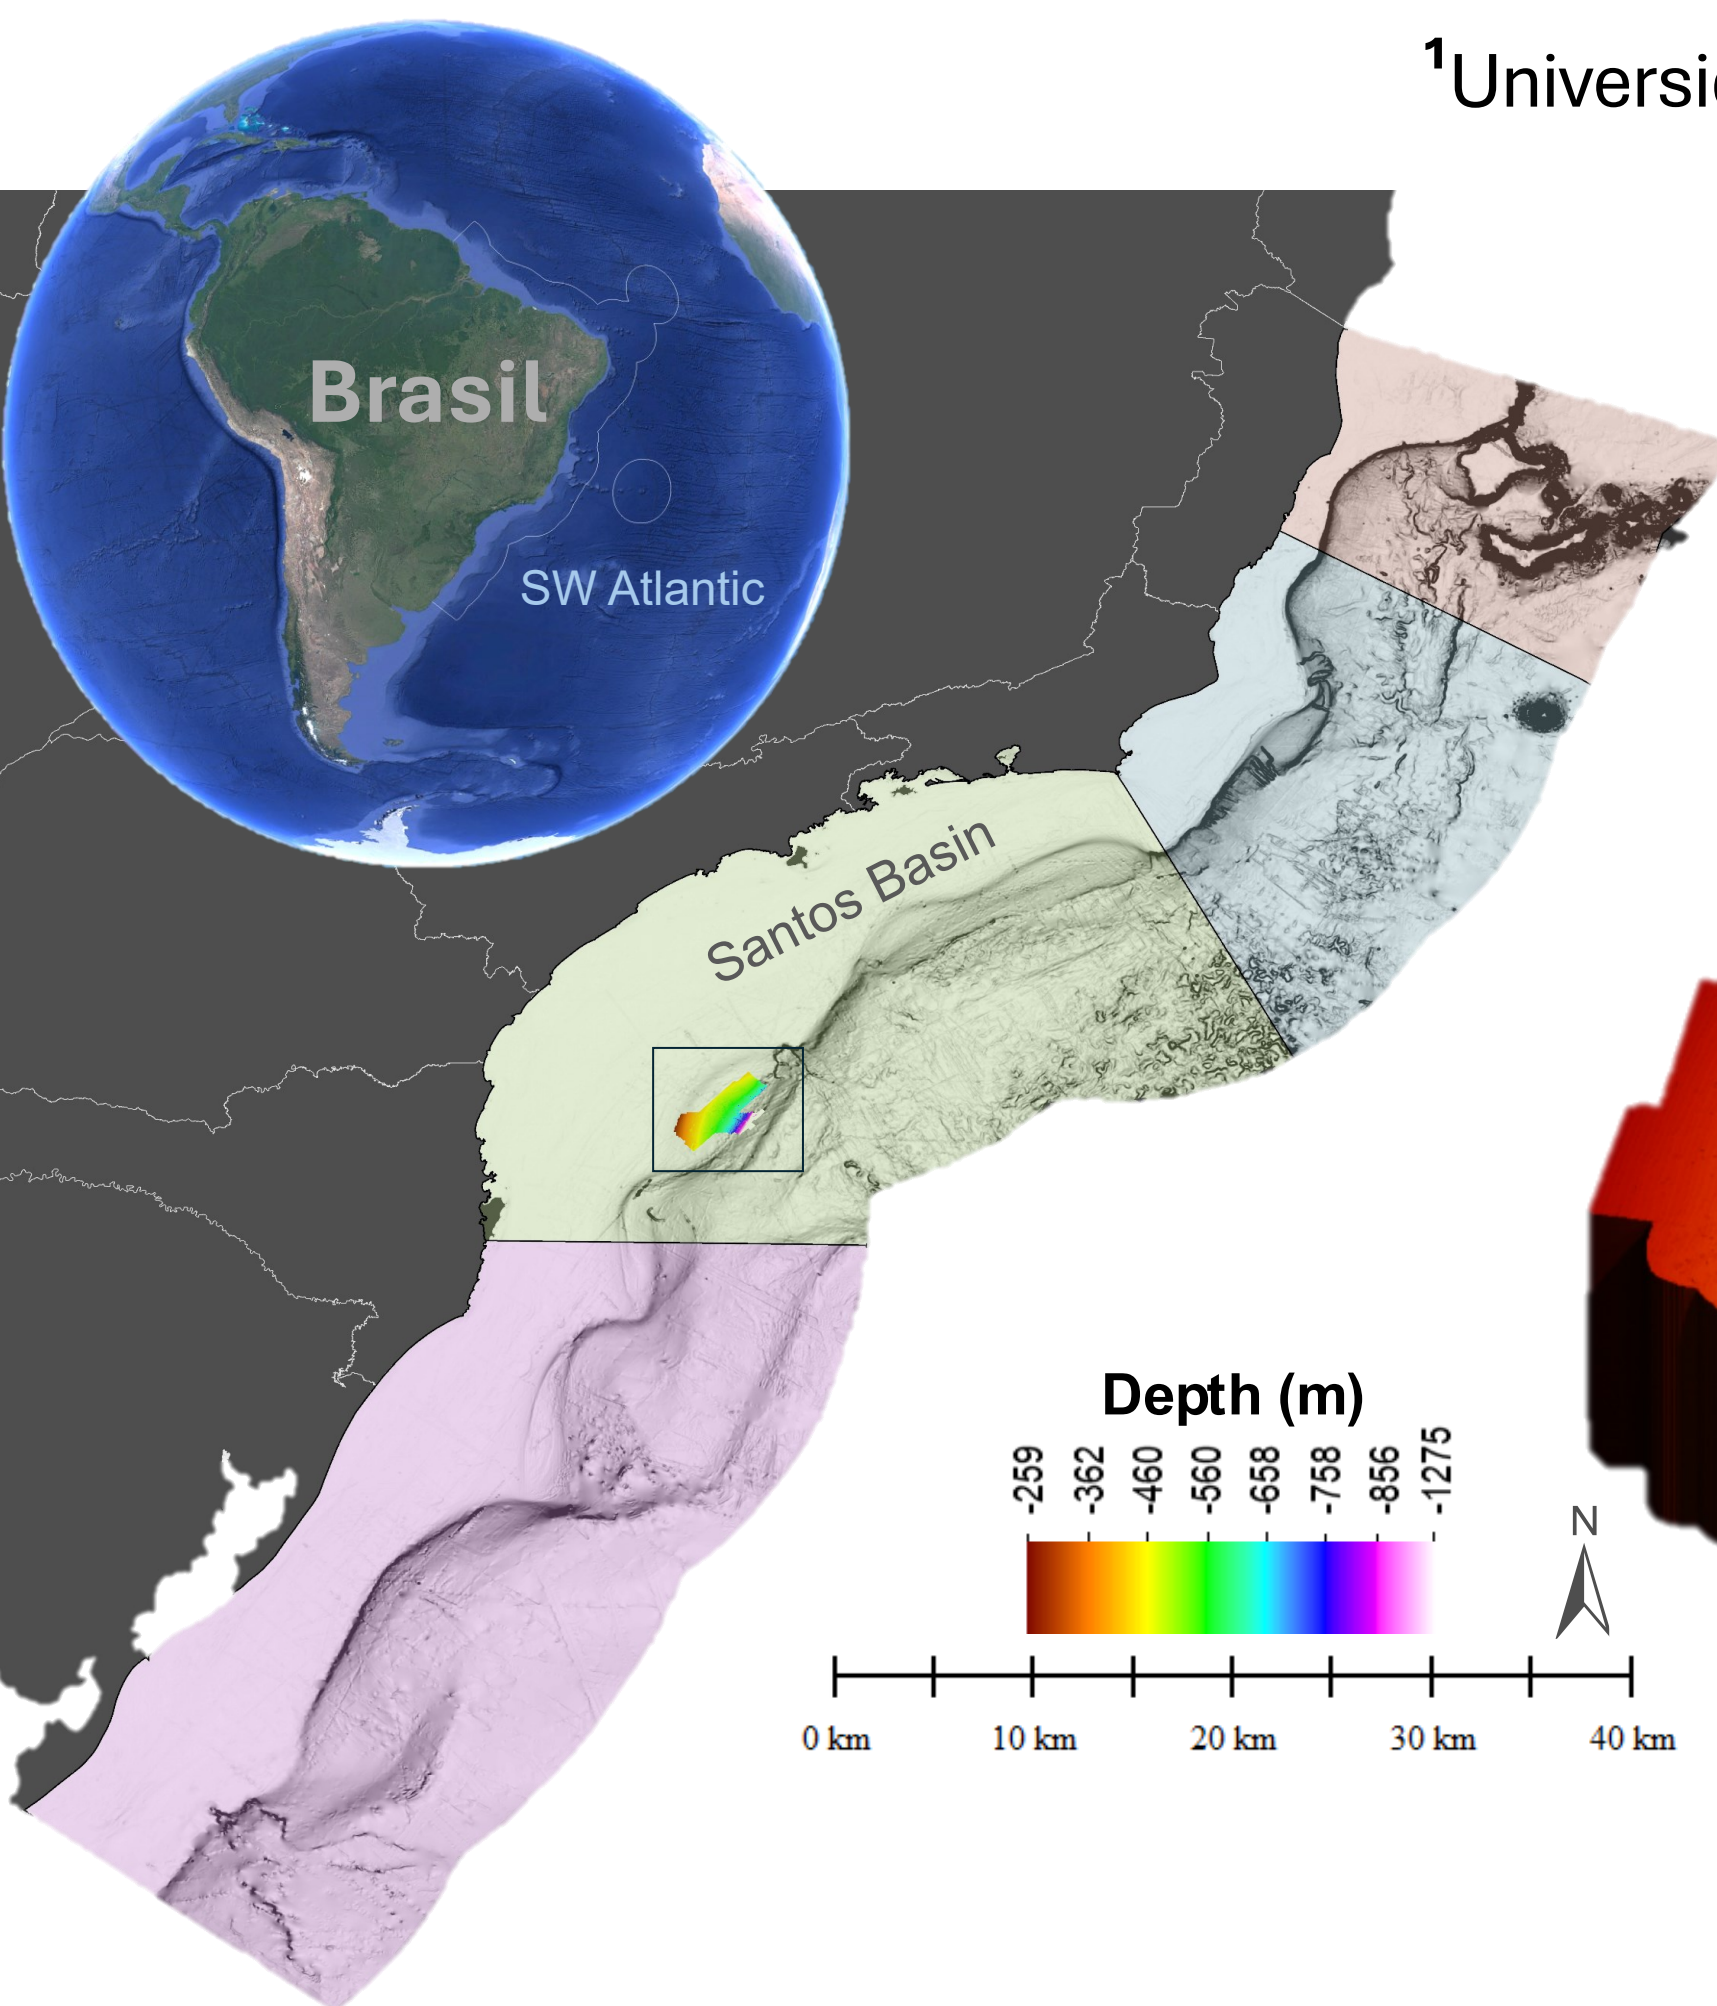 ¹Universi
Brasil
SW Atlantic
Santos Basin
Depth (m)
-259
-362
-460
-560
-658
-758
-856
-1275
N
0 km
10 km
20 km
30 km
40 km